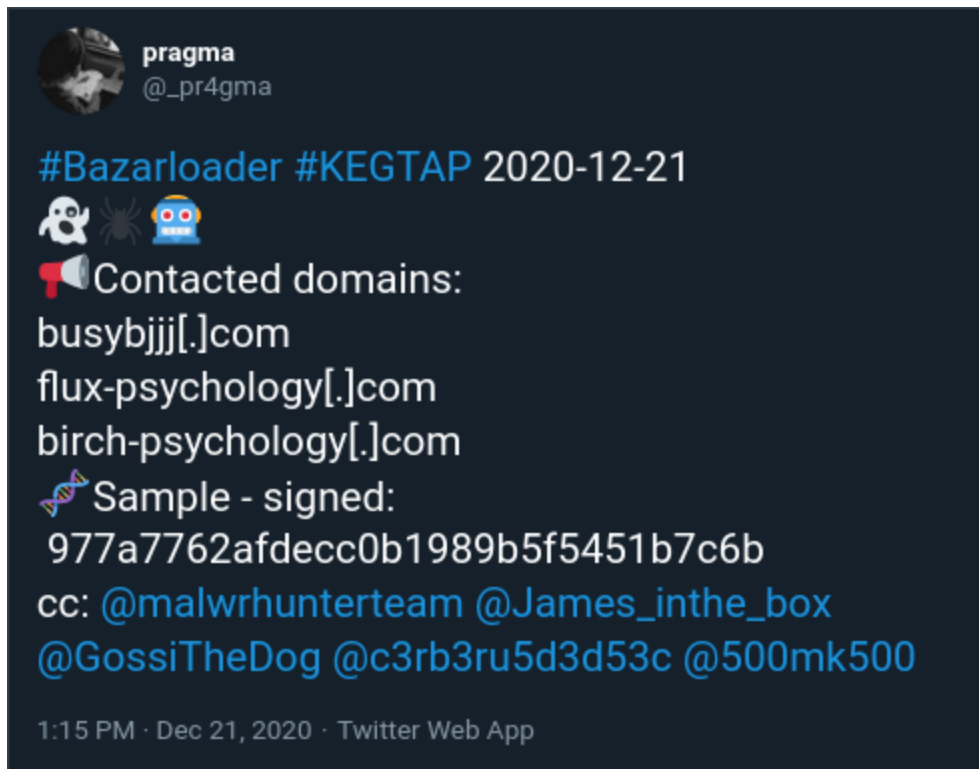 pragma
@_pr4gma
#Bazarloader #KEGTAP 2020-12-21
👻🕷🤖
📢Contacted domains:
busybjjj[.]com
flux-psychology[.]com
birch-psychology[.]com
🧬Sample - signed:
977a7762afdecc0b1989b5f5451b7c6b
cc: @malwrhunterteam @James_inthe_box
@GossiTheDog @c3rb3ru5d3d53c @500mk500
1:15 PM · Dec 21, 2020 · Twitter Web App